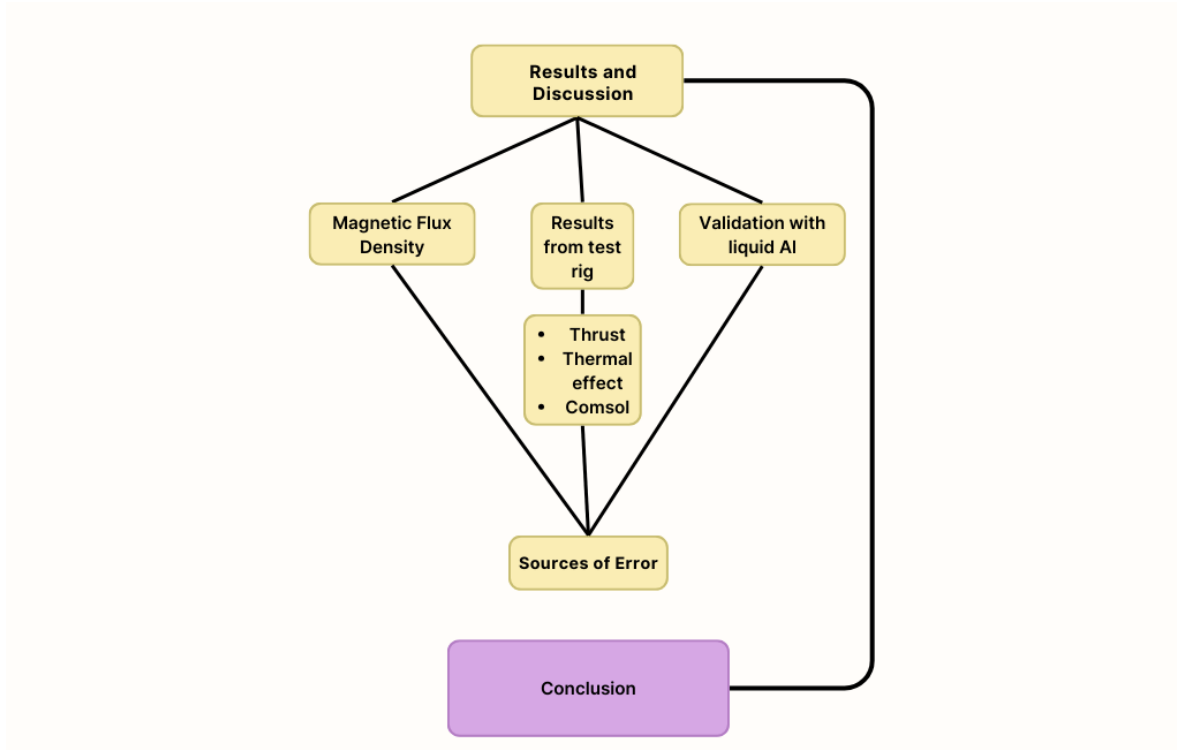 Results and
Discussion
Magnetic Flux
Density
Results
from test
rig
Validation with
liquid Al
• Thrust
• Thermal
effect
• Comsol
Sources of Error
Conclusion